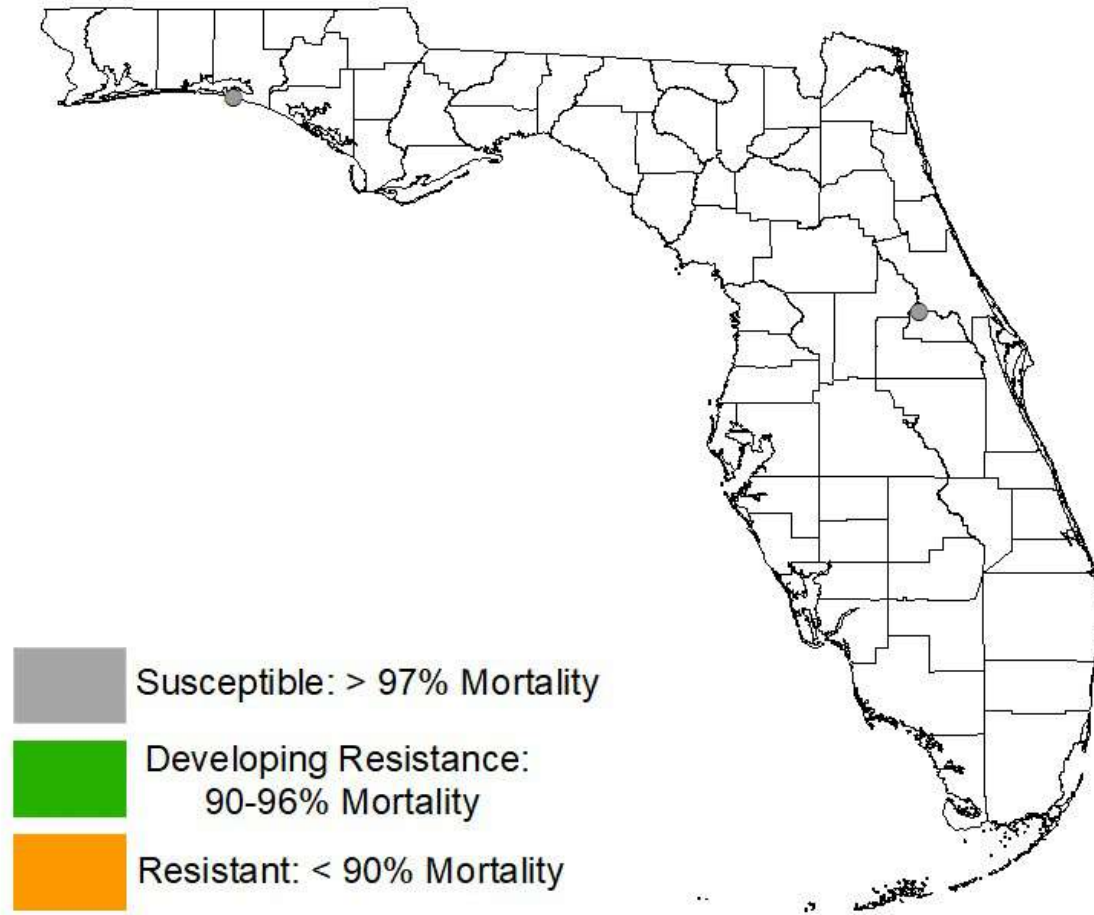 Susceptible: > 97% Mortality
Developing Resistance:
90-96% Mortality
Resistant: < 90% Mortality